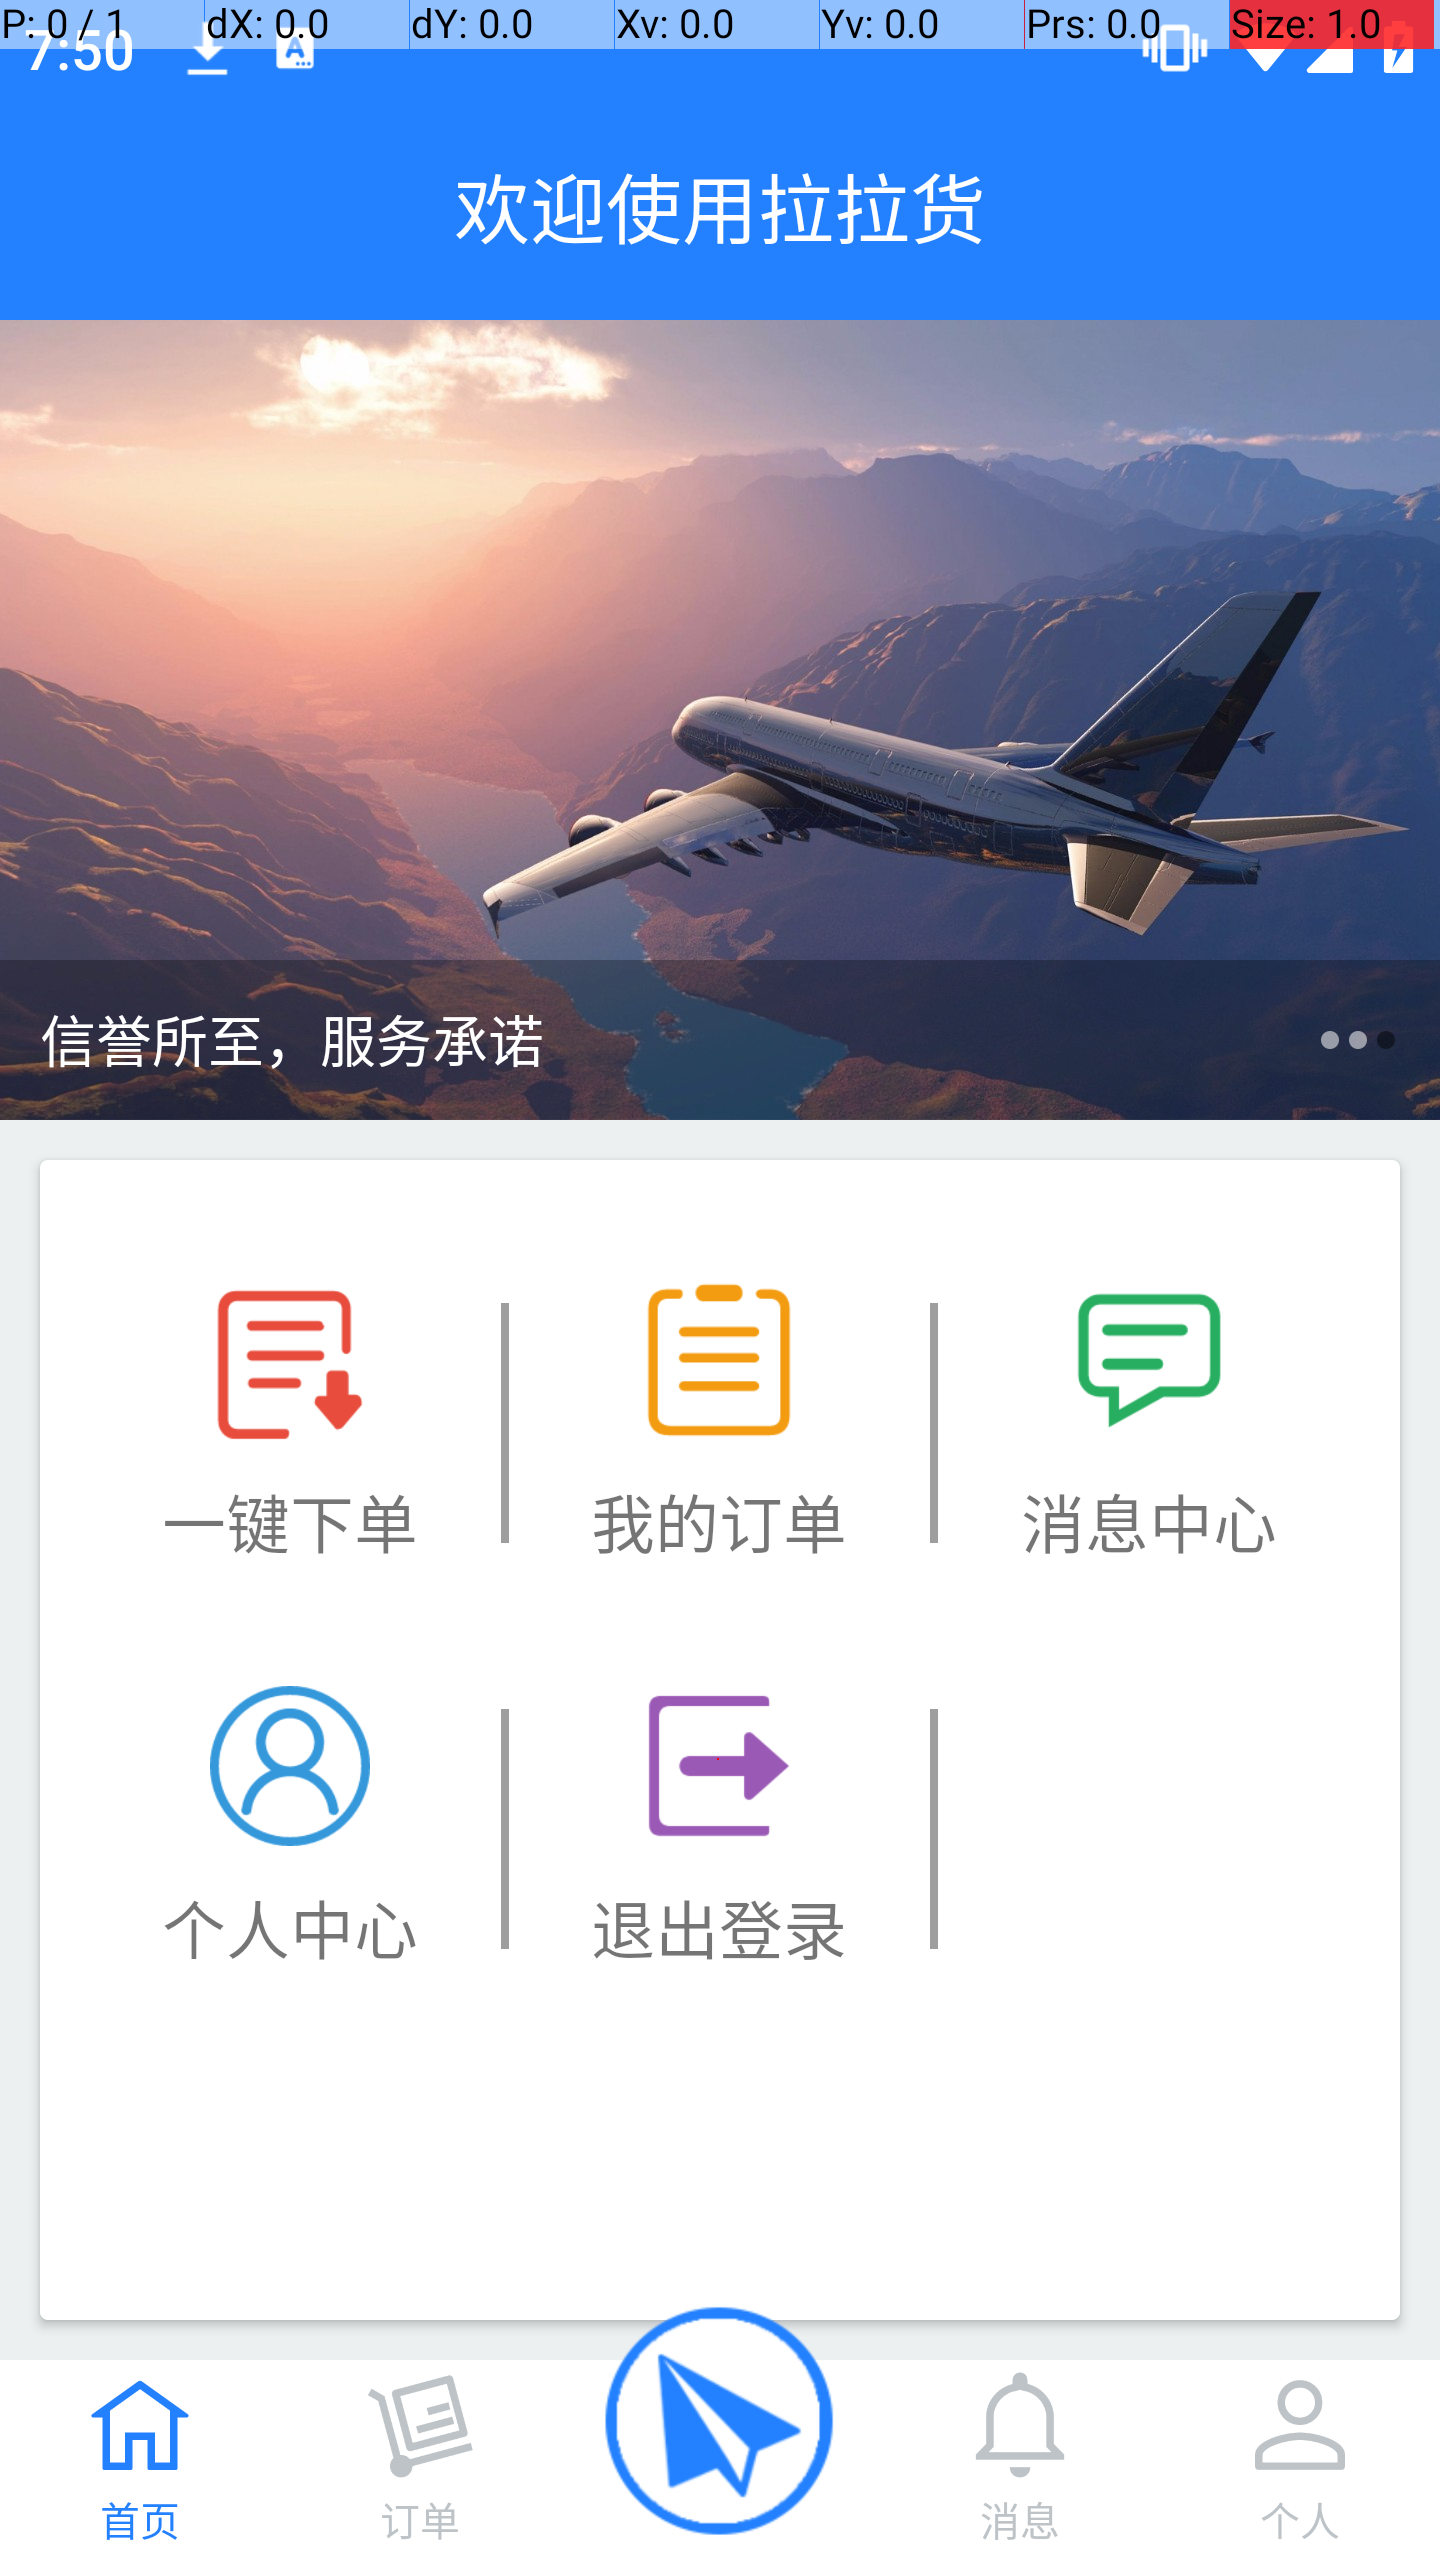 P: 0 / 1 dX: 0.0 dY: 0.0 Xv: 0.0 Yv: 0.0 Prs: 0.0 Size: 1.0
7:50
欢迎使用拉拉货
信誉所至，服务承诺
一键下单 我的订单 消息中心
个人中心 退出登录
首页 订单 消息 个人